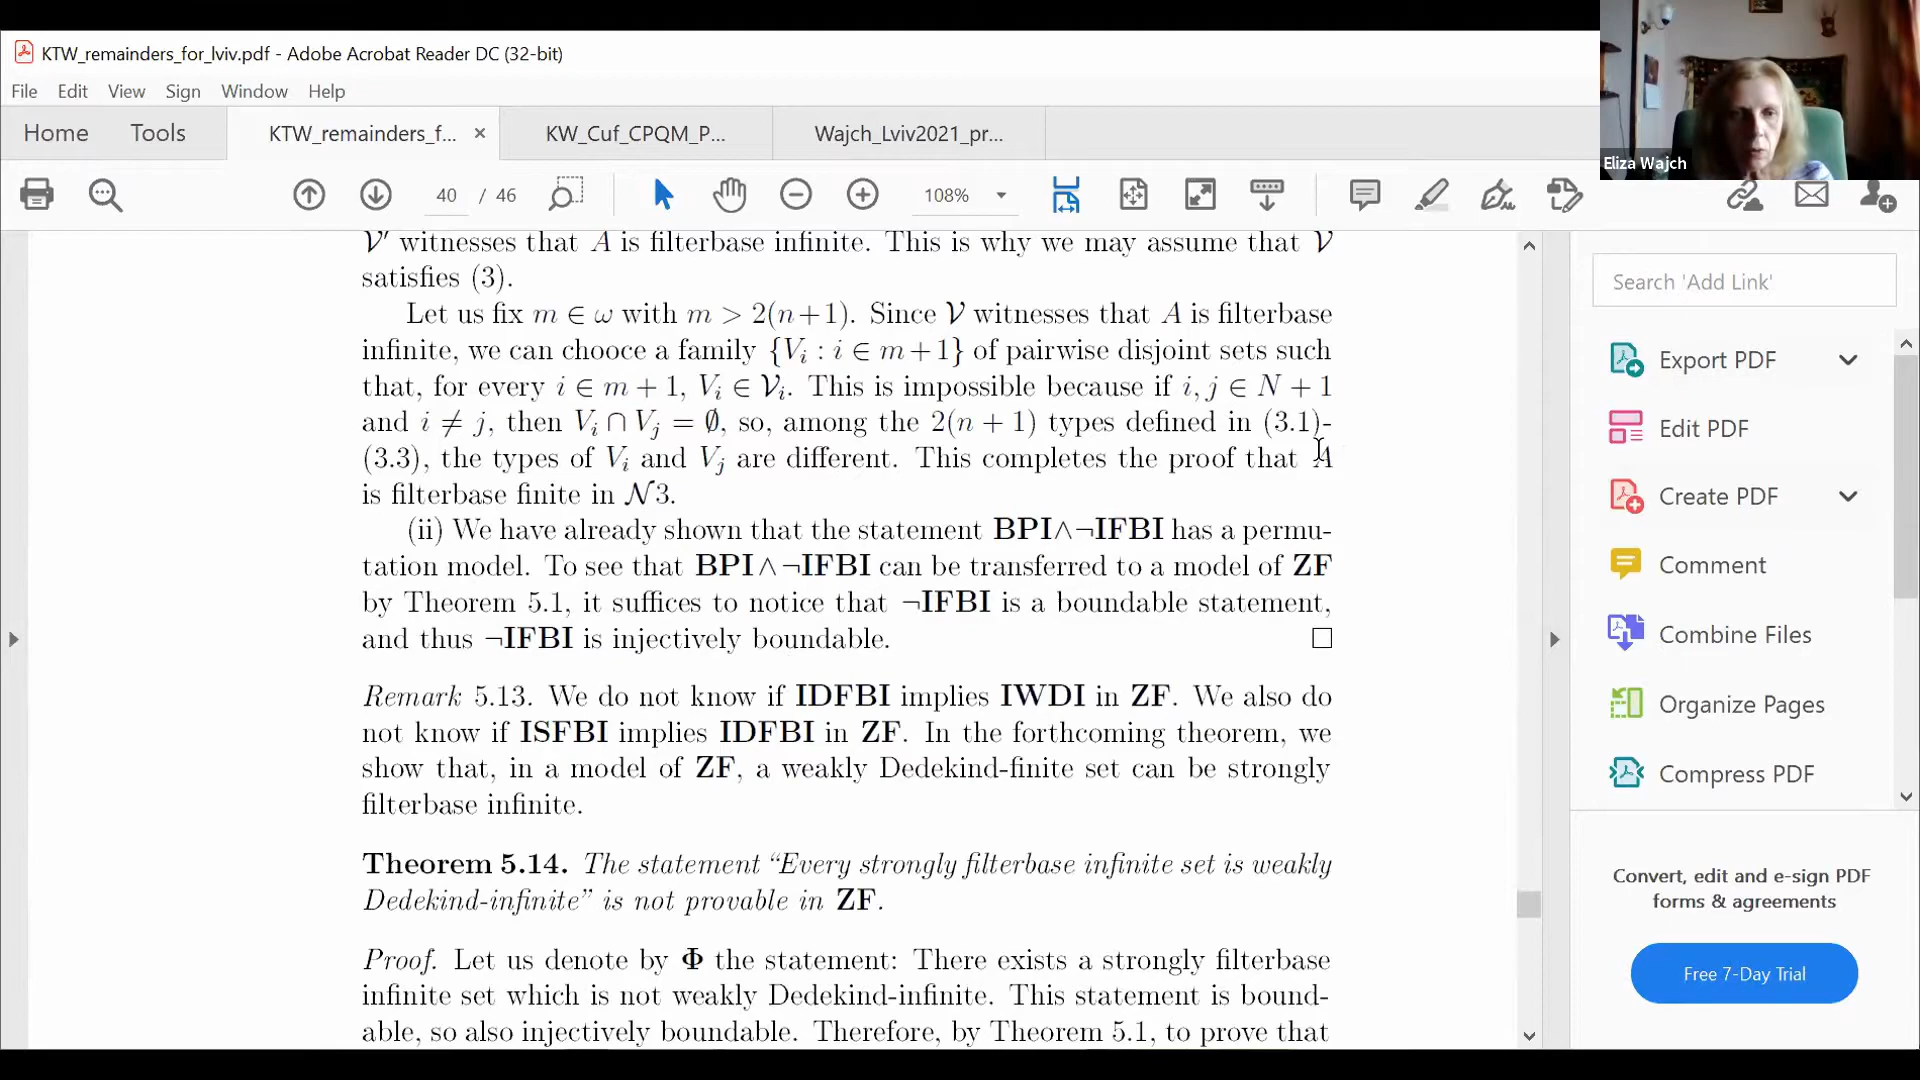 KTW_remainders_for_lviv.pdf - Adobe Acrobat Reader DC (32-bit)
File Edit View Sign Window Help
Home Tools KTW_remainders_f... × KW_Cuf_CPQM_P... Wajch_Lviv2021_pr...
Eliza Wajch
40 / 46 108%
𝒱′ witnesses that A is filterbase infinite. This is why we may assume that 𝒱
satisfies (3).
Let us fix m ∈ ω with m > 2(n+1). Since 𝒱 witnesses that A is filterbase
infinite, we can chooce a family {Vᵢ : i ∈ m+1} of pairwise disjoint sets such
that, for every i ∈ m + 1, Vᵢ ∈ 𝒱ᵢ. This is impossible because if i, j ∈ N + 1
and i ≠ j, then Vᵢ ∩ Vⱼ = ∅, so, among the 2(n + 1) types defined in (3.1)-
(3.3), the types of Vᵢ and Vⱼ are different. This completes the proof that A
is filterbase finite in 𝒩3.
(ii) We have already shown that the statement BPI∧¬IFBI has a permu-
tation model. To see that BPI∧¬IFBI can be transferred to a model of ZF
by Theorem 5.1, it suffices to notice that ¬IFBI is a boundable statement,
and thus ¬IFBI is injectively boundable. □
Remark 5.13. We do not know if IDFBI implies IWDI in ZF. We also do
not know if ISFBI implies IDFBI in ZF. In the forthcoming theorem, we
show that, in a model of ZF, a weakly Dedekind-finite set can be strongly
filterbase infinite.
Theorem 5.14. The statement “Every strongly filterbase infinite set is weakly
Dedekind-infinite” is not provable in ZF.
Proof. Let us denote by Φ the statement: There exists a strongly filterbase
infinite set which is not weakly Dedekind-infinite. This statement is bound-
able, so also injectively boundable. Therefore, by Theorem 5.1, to prove that
Search 'Add Link'
Export PDF
Edit PDF
Create PDF
Comment
Combine Files
Organize Pages
Compress PDF
Convert, edit and e-sign PDF
forms & agreements
Free 7-Day Trial